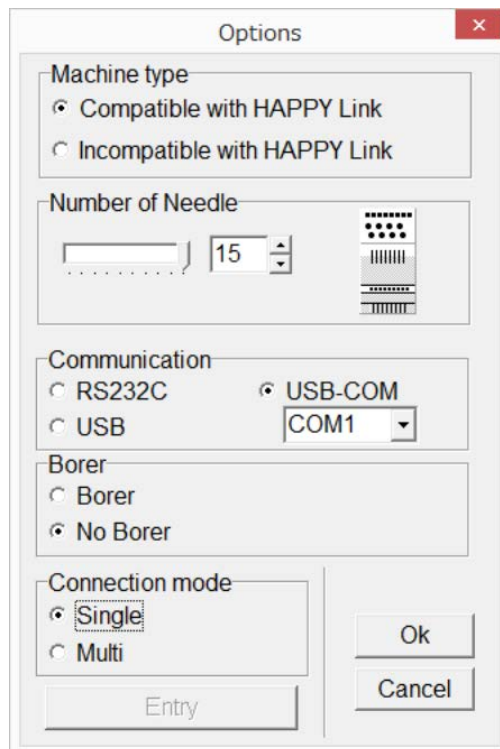 Options
Machine type
Compatible with HAPPY Link
Incompatible with HAPPY Link
Number of Needle
15
Communication
RS232C
USB-COM
USB
COM1
Borer
Borer
No Borer
Connection mode
Single
Multi
Ok
Cancel
Entry